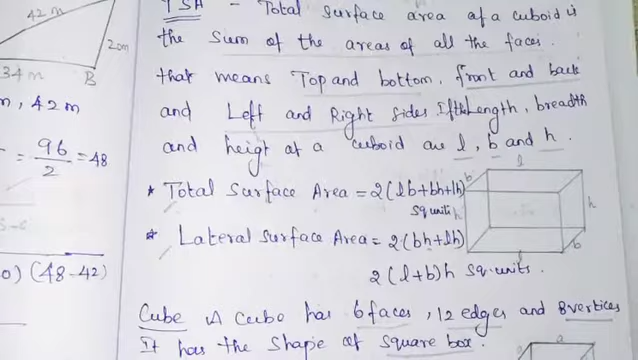 42 m
20m
34 m
B
m, 42m
= 96/2 = 48
S-c
0) (48-42)
TSA - Total surface area of a cuboid is
the sum of the areas of all the faces.
that means Top and bottom, front and back
and Left and Right sides. If the Length, breadth
and heigt of a cuboid are l, b and h.
* Total Surface Area = 2(lb+bh+lh)
sq units
* Lateral Surface Area = 2(bh+lh)
2(l+b)h sq.units.
l
b
h
b
l
Cube A cube has 6 faces, 12 edges and 8 vertices
It has the shape of square box.
a